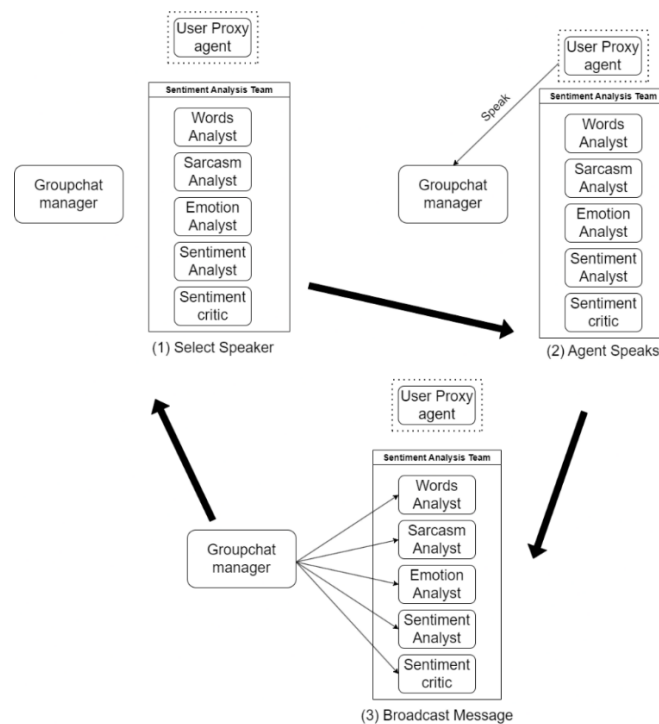 User Proxy
agent
Sentiment Analysis Team
Words
Analyst
Sarcasm
Analyst
Emotion
Analyst
Sentiment
Analyst
Sentiment
critic
Groupchat
manager
(1) Select Speaker
User Proxy
agent
Speak
Sentiment Analysis Team
Words
Analyst
Sarcasm
Analyst
Emotion
Analyst
Sentiment
Analyst
Sentiment
critic
Groupchat
manager
(2) Agent Speaks
User Proxy
agent
Sentiment Analysis Team
Words
Analyst
Sarcasm
Analyst
Emotion
Analyst
Sentiment
Analyst
Sentiment
critic
Groupchat
manager
(3) Broadcast Message